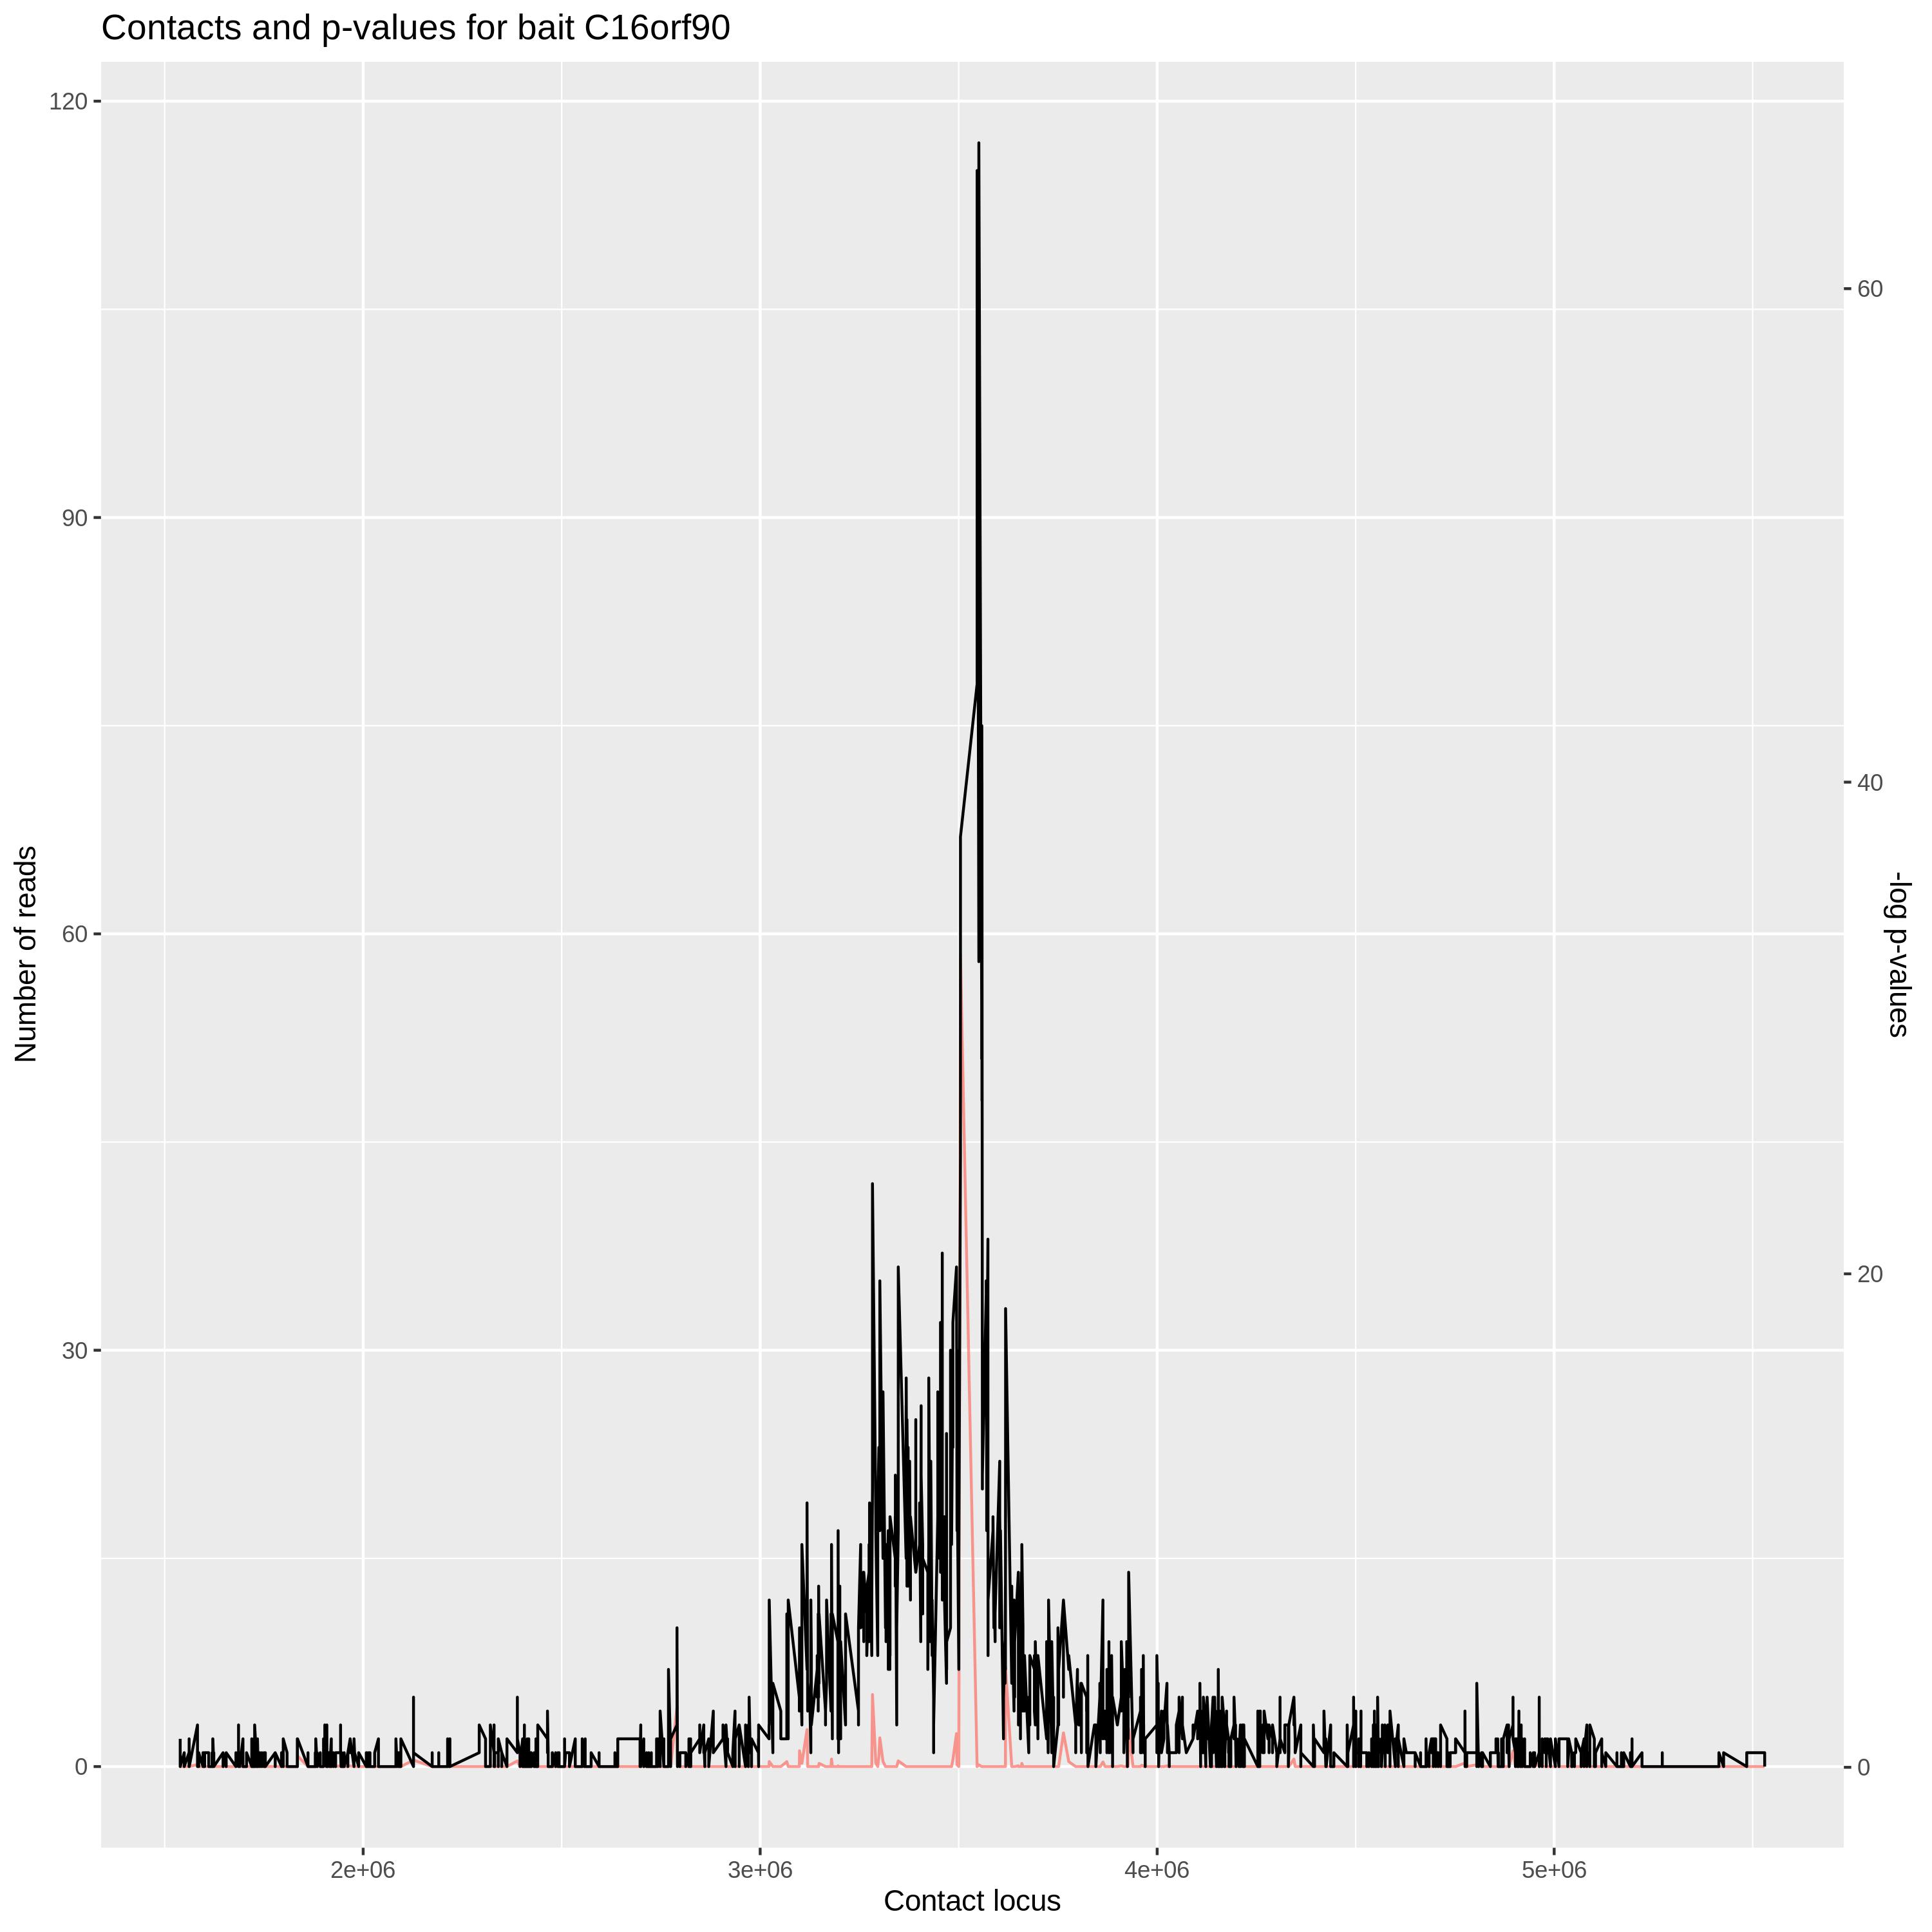 Contacts and p-values for bait C16orf90
120
90
60
30
0
60
40
20
0
Number of reads
-log p-values
2e+06
3e+06
4e+06
5e+06
Contact locus